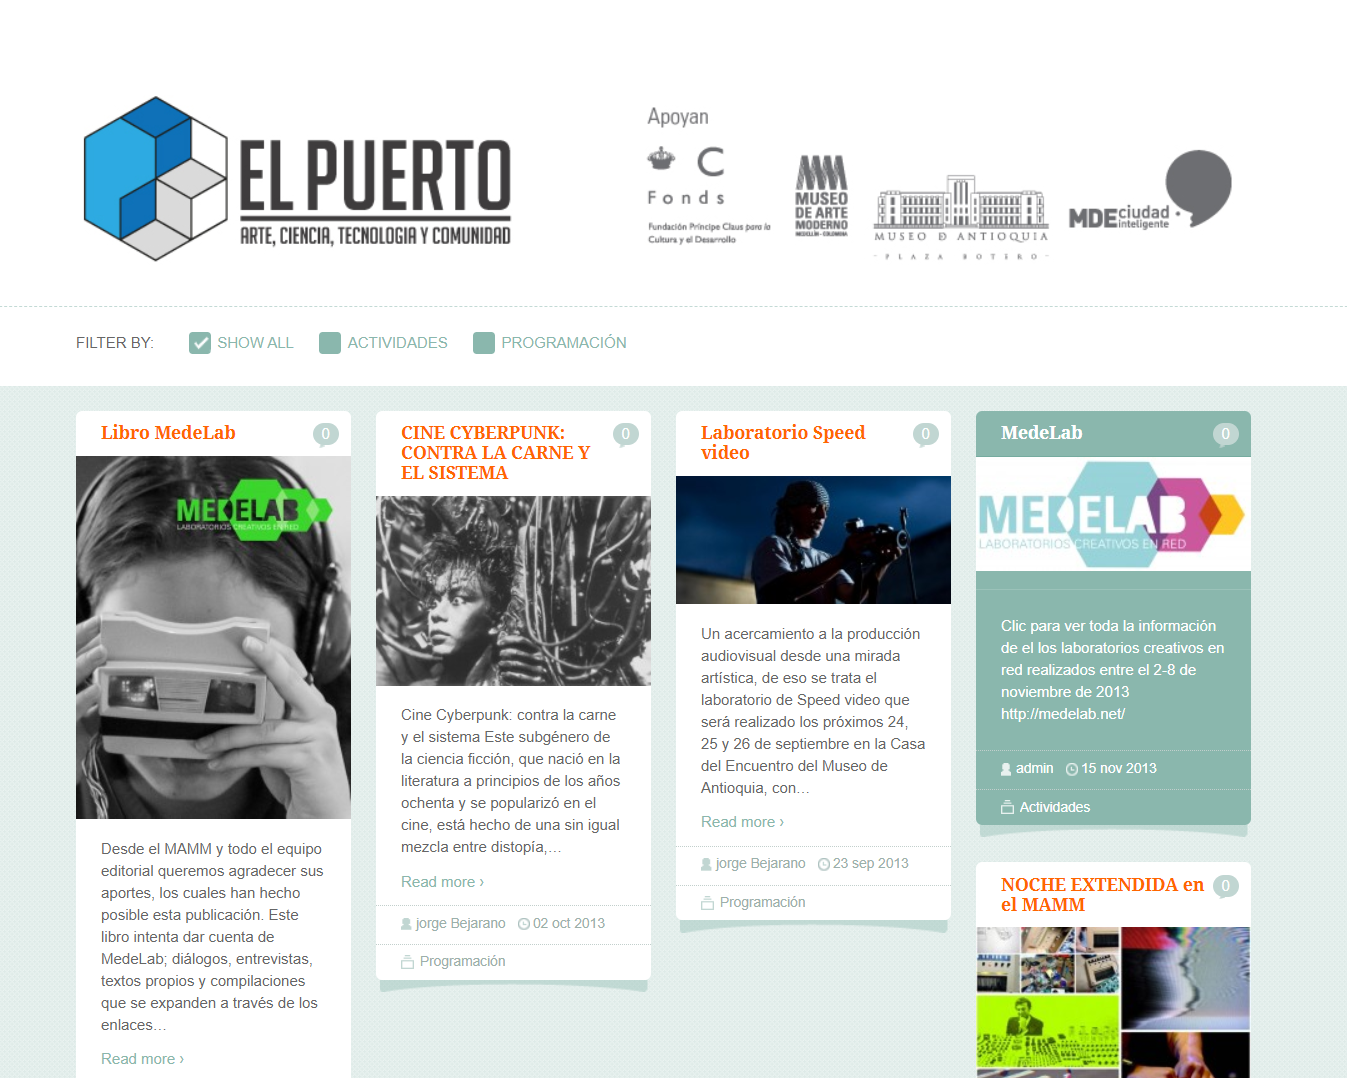 EL PUERTO
ARTE, CIENCIA, TECNOLOGIA Y COMUNIDAD
Apoyan
C
Fonds
Fundación Príncipe Claus para la
Cultura y el Desarrollo
MUSEO
DE ARTE
MODERNO
MEDELLÍN - COLOMBIA
MUSEO D ANTIOQUIA
- PLAZA BOTERO -
MDE ciudad
inteligente
FILTER BY:
SHOW ALL
ACTIVIDADES
PROGRAMACIÓN
Libro MedeLab
0
MEDELAB
LABORATORIOS CREATIVOS EN RED
Desde el MAMM y todo el equipo
editorial queremos agradecer sus
aportes, los cuales han hecho
posible esta publicación. Este
libro intenta dar cuenta de
MedeLab; diálogos, entrevistas,
textos propios y compilaciones
que se expanden a través de los
enlaces…
Read more ›
CINE CYBERPUNK:
CONTRA LA CARNE Y
EL SISTEMA
0
Cine Cyberpunk: contra la carne
y el sistema Este subgénero de
la ciencia ficción, que nació en la
literatura a principios de los años
ochenta y se popularizó en el
cine, está hecho de una sin igual
mezcla entre distopía,…
Read more ›
jorge Bejarano
02 oct 2013
Programación
Laboratorio Speed
video
0
Un acercamiento a la producción
audiovisual desde una mirada
artística, de eso se trata el
laboratorio de Speed video que
será realizado los próximos 24,
25 y 26 de septiembre en la Casa
del Encuentro del Museo de
Antioquia, con…
Read more ›
jorge Bejarano
23 sep 2013
Programación
MedeLab
0
MEDELAB
LABORATORIOS CREATIVOS EN RED
Clic para ver toda la información
de el los laboratorios creativos en
red realizados entre el 2-8 de
noviembre de 2013
http://medelab.net/
admin
15 nov 2013
Actividades
NOCHE EXTENDIDA en
el MAMM
0